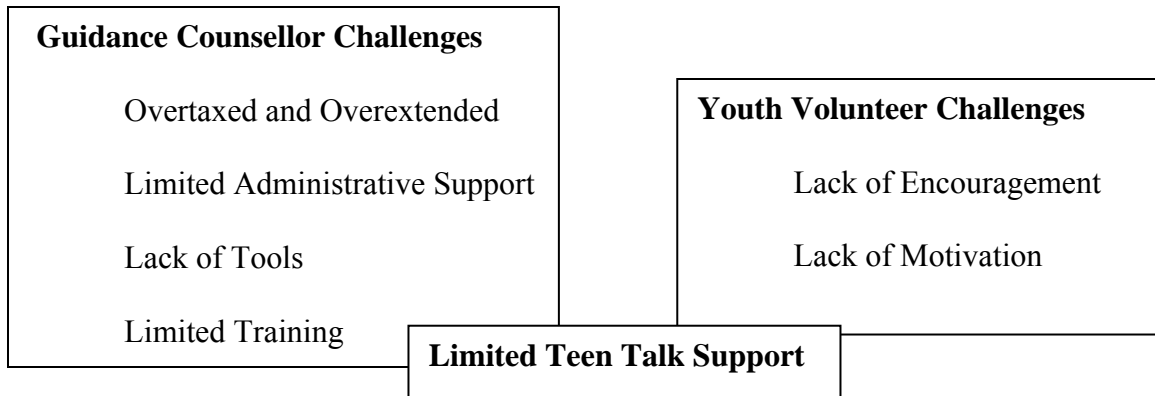 Guidance Counsellor Challenges
Overtaxed and Overextended
Limited Administrative Support
Lack of Tools
Limited Training
Youth Volunteer Challenges
Lack of Encouragement
Lack of Motivation
Limited Teen Talk Support